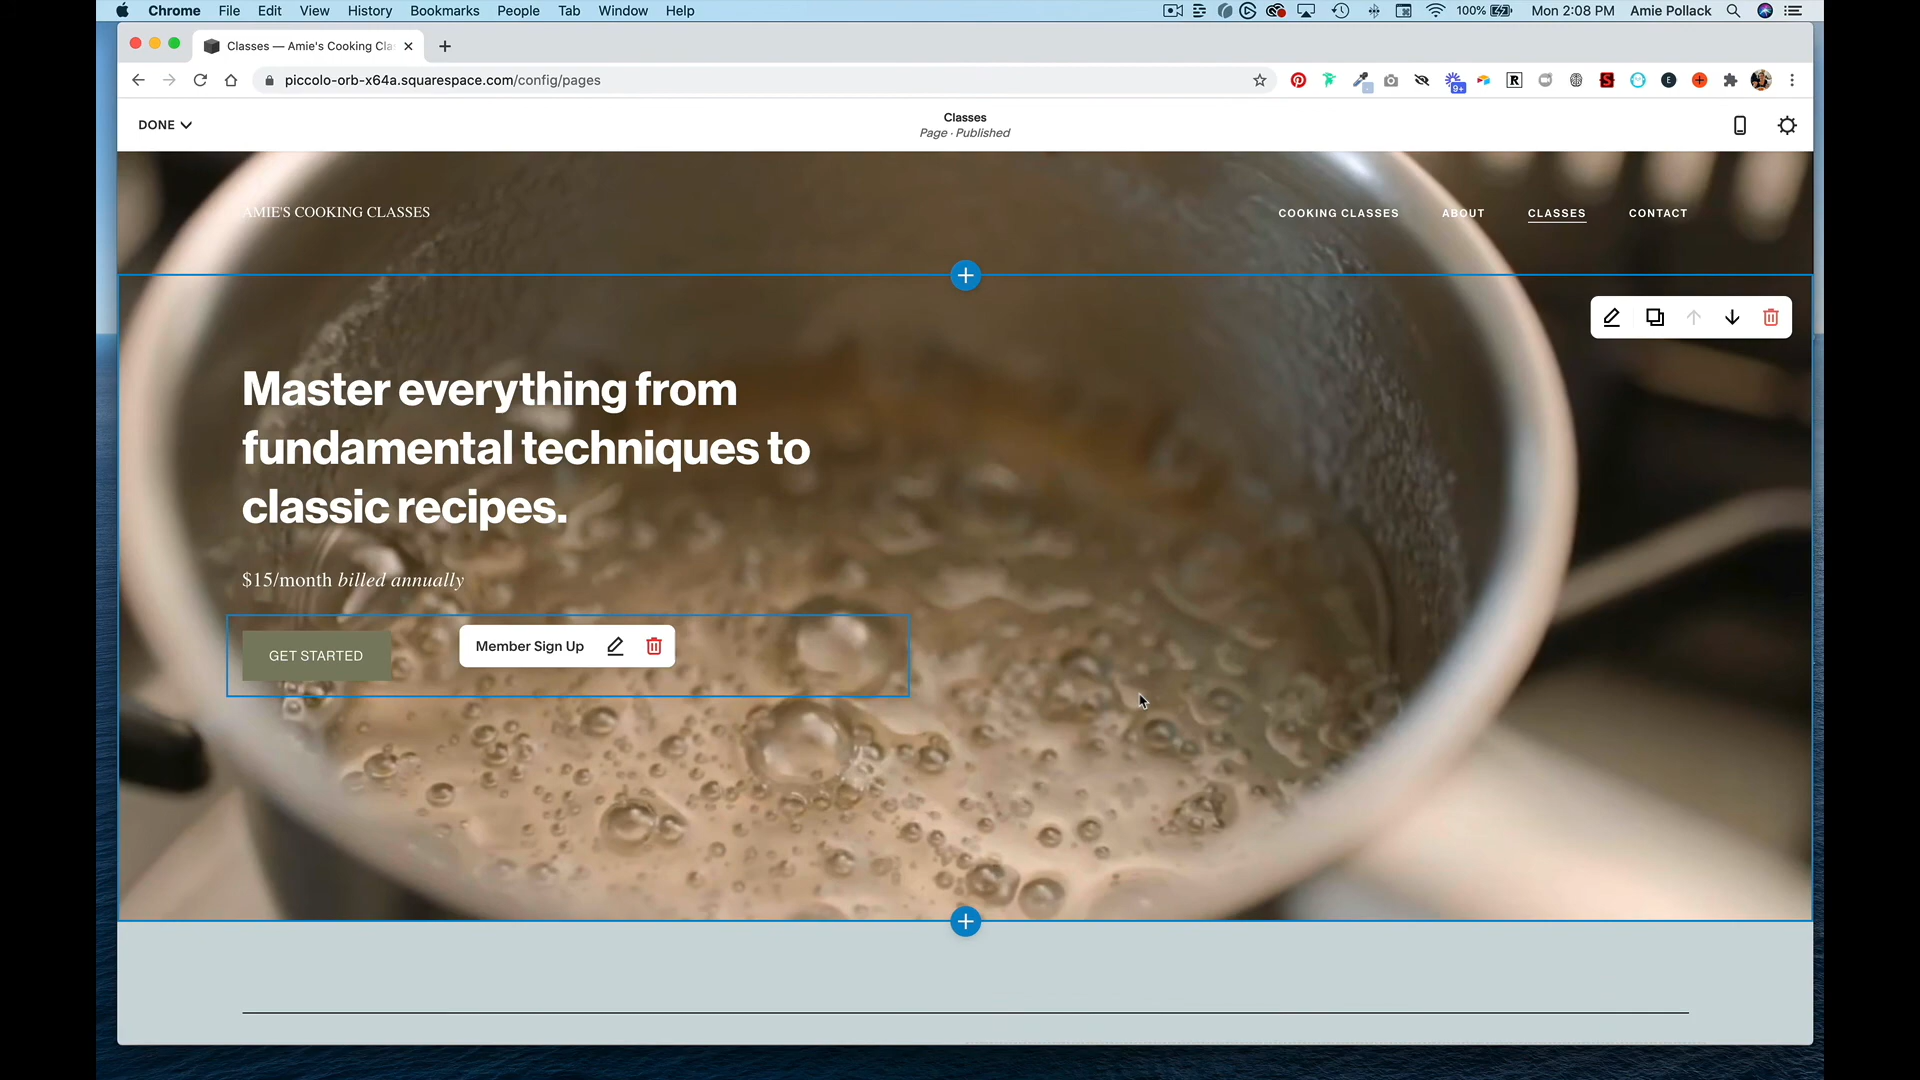 Chrome File Edit View History Bookmarks People Tab Window Help
100% Mon 2:08 PM Amie Pollack
Classes — Amie's Cooking Cla
piccolo-orb-x64a.squarespace.com/config/pages
9+
R
S
E
DONE
Classes
Page · Published
AMIE'S COOKING CLASSES
COOKING CLASSES ABOUT CLASSES CONTACT
Master everything from
fundamental techniques to
classic recipes.
$15/month billed annually
GET STARTED
Member Sign Up